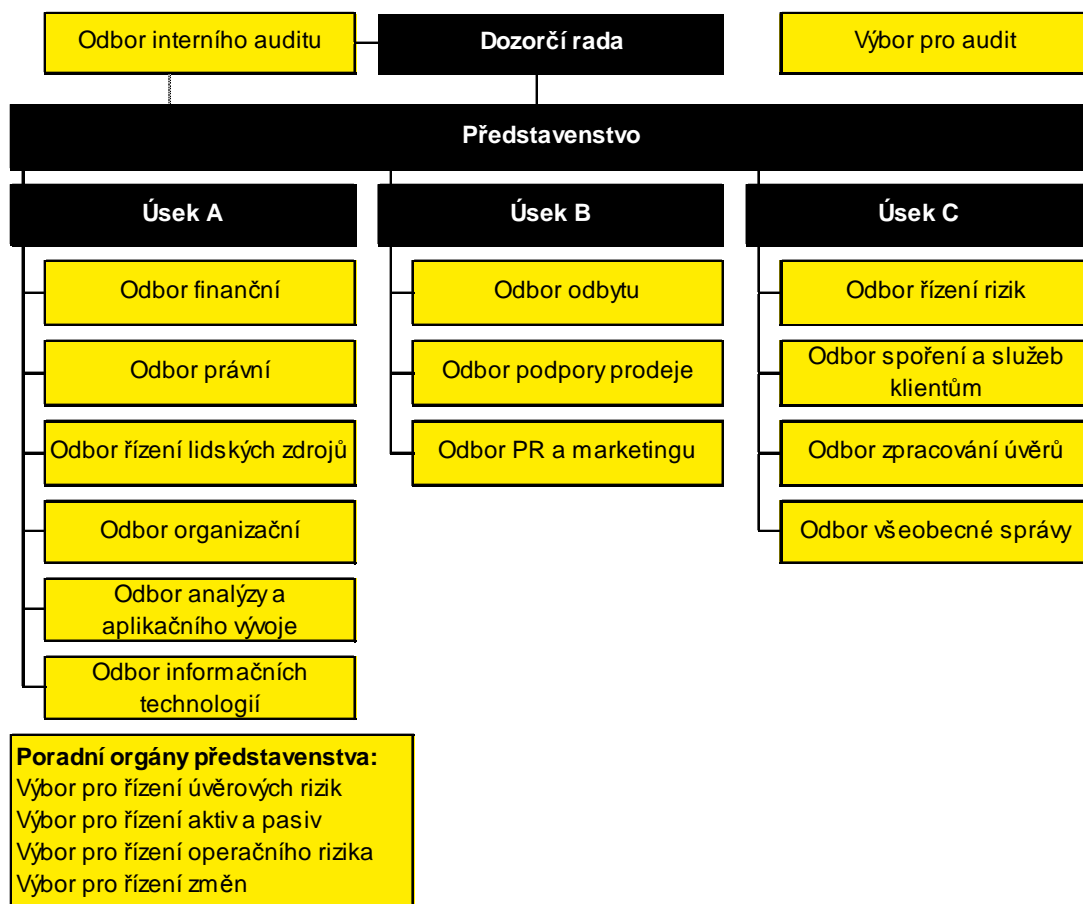 Odbor interního auditu
Dozorčí rada
Výbor pro audit
Představenstvo
Úsek A
Úsek B
Úsek C
Odbor finanční
Odbor odbytu
Odbor řízení rizik
Odbor právní
Odbor podpory prodeje
Odbor spoření a služeb
klientům
Odbor řízení lidských zdrojů
Odbor PR a marketingu
Odbor zpracování úvěrů
Odbor organizační
Odbor všeobecné správy
Odbor analýzy a
aplikačního vývoje
Odbor informačních
technologií
Poradní orgány představenstva:
Výbor pro řízení úvěrových rizik
Výbor pro řízení aktiv a pasiv
Výbor pro řízení operačního rizika
Výbor pro řízení změn